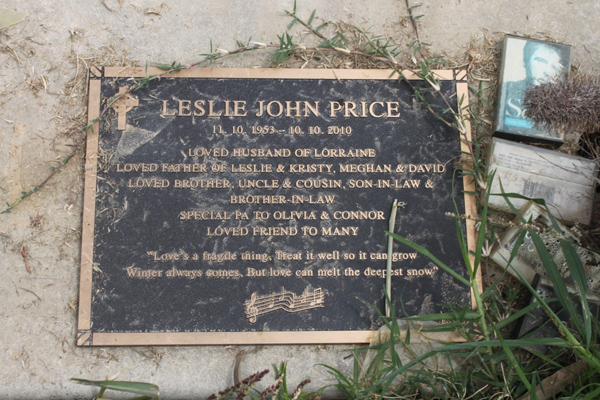 LESLIE JOHN PRICE
11. 10. 1953 – 10. 10. 2010
LOVED HUSBAND OF LORRAINE
LOVED FATHER OF LESLIE & KRISTY, MEGHAN & DAVID
LOVED BROTHER, UNCLE & COUSIN, SON-IN-LAW &
BROTHER-IN-LAW
SPECIAL PA TO OLIVIA & CONNOR
LOVED FRIEND TO MANY
"Love's a fragile thing, Treat it well so it can grow
Winter always comes, But love can melt the deepest snow"